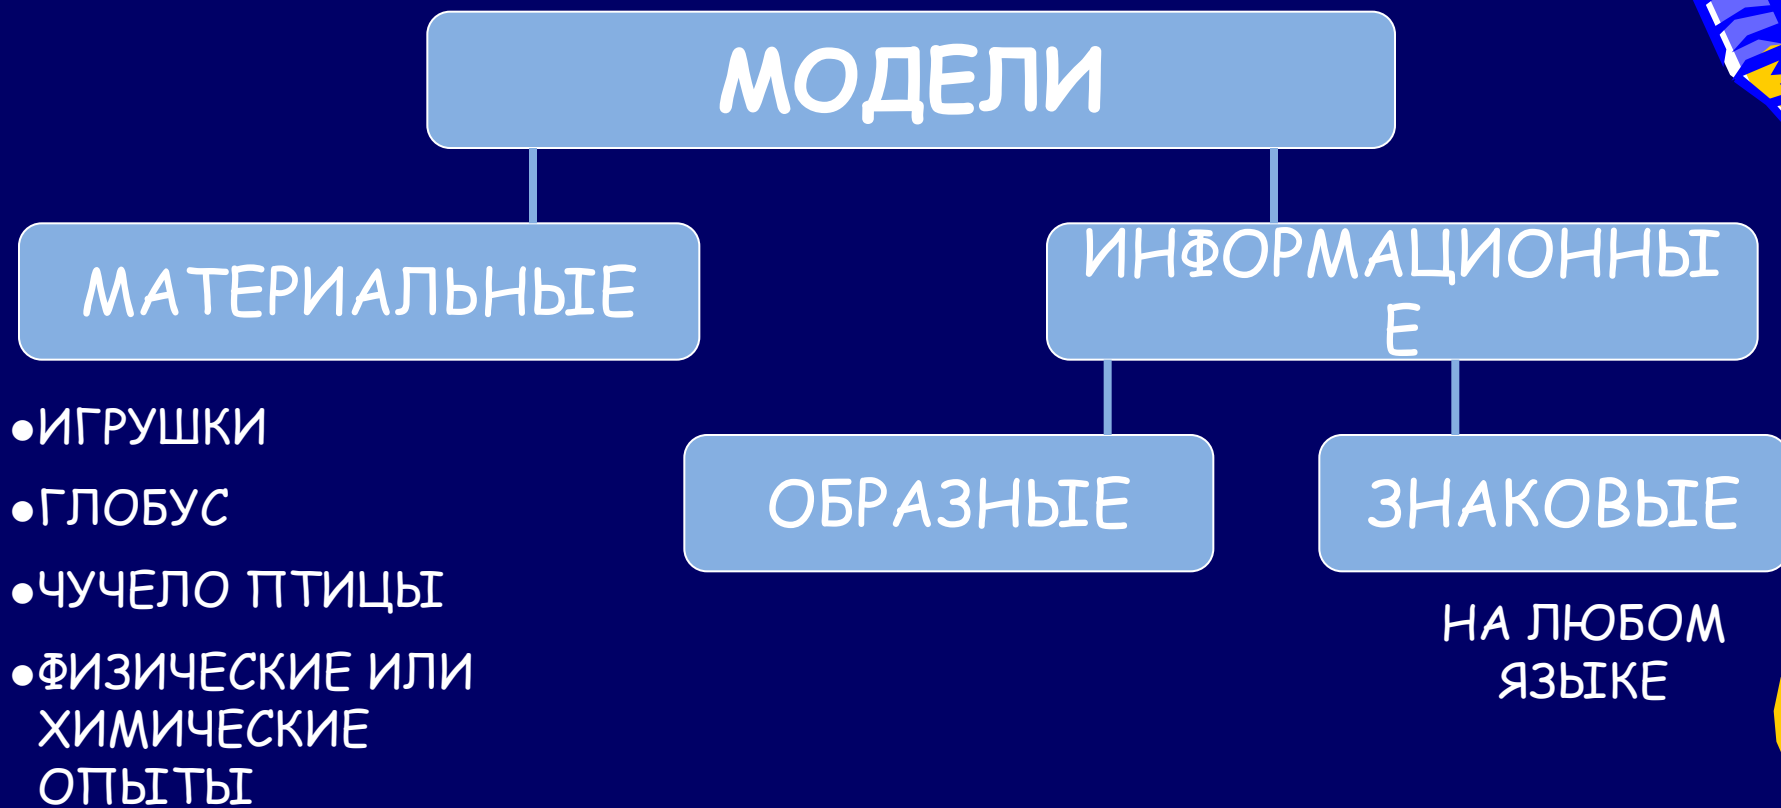 МОДЕЛИ
МАТЕРИАЛЬНЫЕ
ИНФОРМАЦИОННЫ
Е
•ИГРУШКИ
•ГЛОБУС
•ЧУЧЕЛО ПТИЦЫ
•ФИЗИЧЕСКИЕ ИЛИ
ХИМИЧЕСКИЕ
ОПЫТЫ
ОБРАЗНЫЕ
ЗНАКОВЫЕ
НА ЛЮБОМ
ЯЗЫКЕ